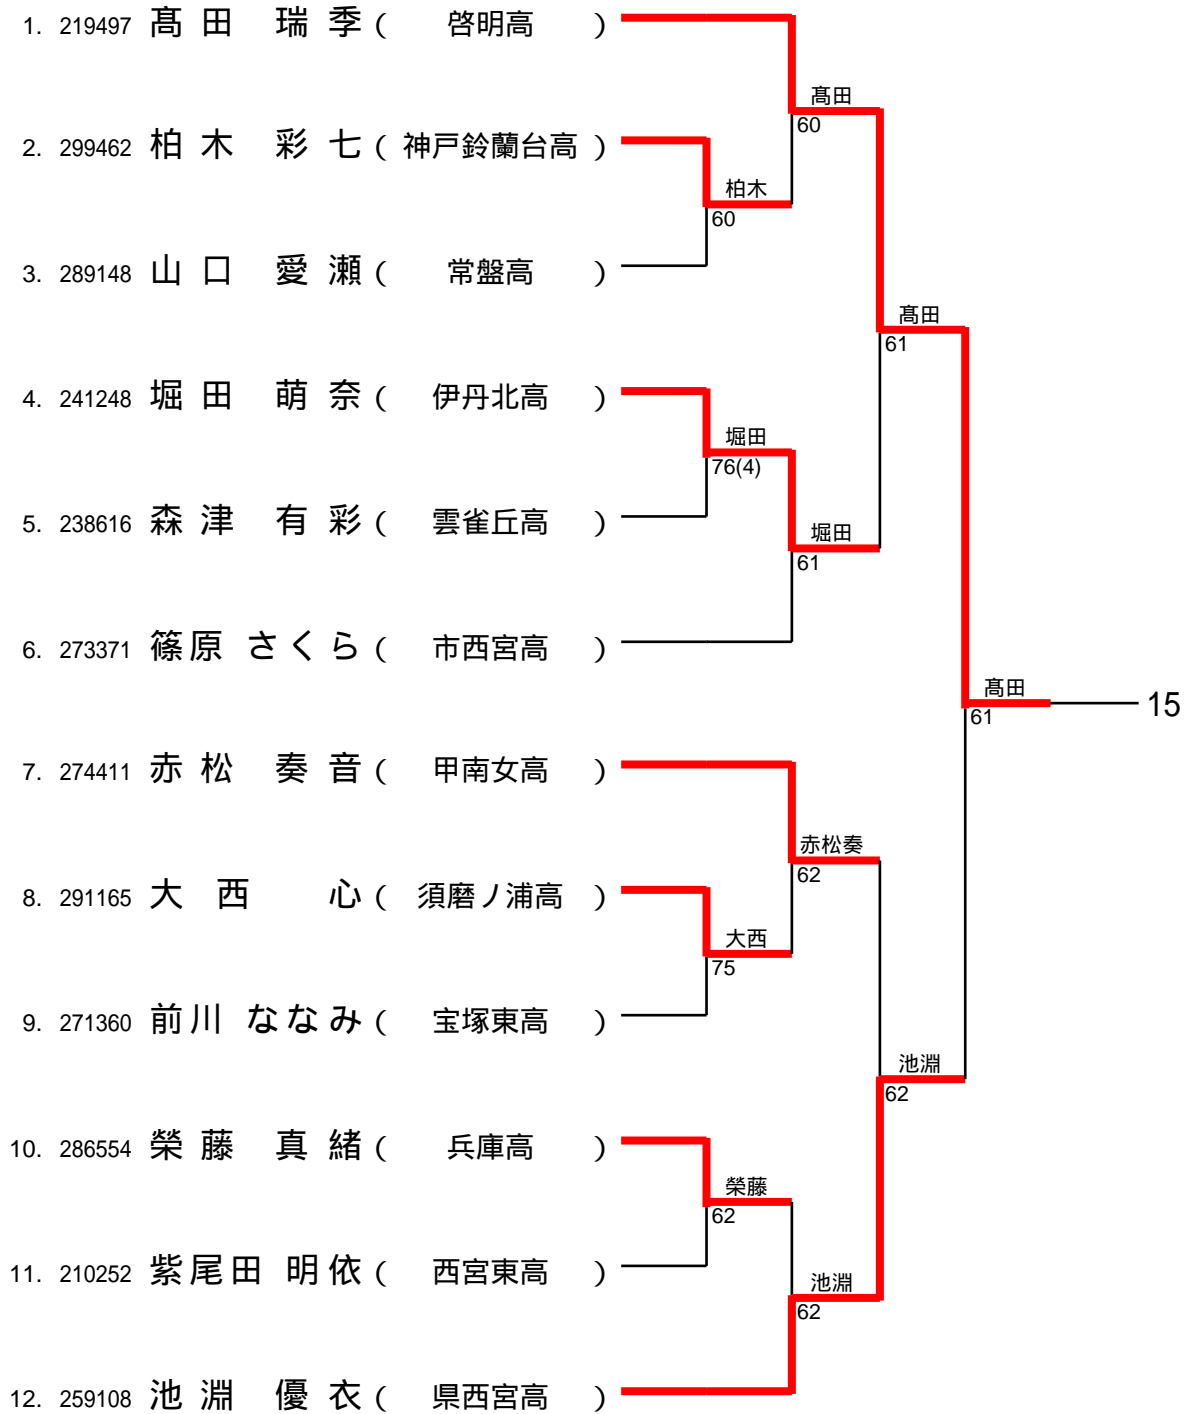 1. 219497 髙田 瑞季 ( 啓明高 )
髙田
60
2. 299462 柏木 彩七 ( 神戸鈴蘭台高 )
柏木
60
3. 289148 山口 愛瀬 ( 常盤高 )
髙田
61
4. 241248 堀田 萌奈 ( 伊丹北高 )
堀田
76(4)
5. 238616 森津 有彩 ( 雲雀丘高 )
堀田
61
6. 273371 篠原 さくら ( 市西宮高 )
髙田
61
15
7. 274411 赤松 奏音 ( 甲南女高 )
赤松奏
62
8. 291165 大西 心 ( 須磨ノ浦高 )
大西
75
9. 271360 前川 ななみ ( 宝塚東高 )
池淵
62
10. 286554 榮藤 真緒 ( 兵庫高 )
榮藤
62
11. 210252 紫尾田 明依 ( 西宮東高 )
池淵
62
12. 259108 池淵 優衣 ( 県西宮高 )